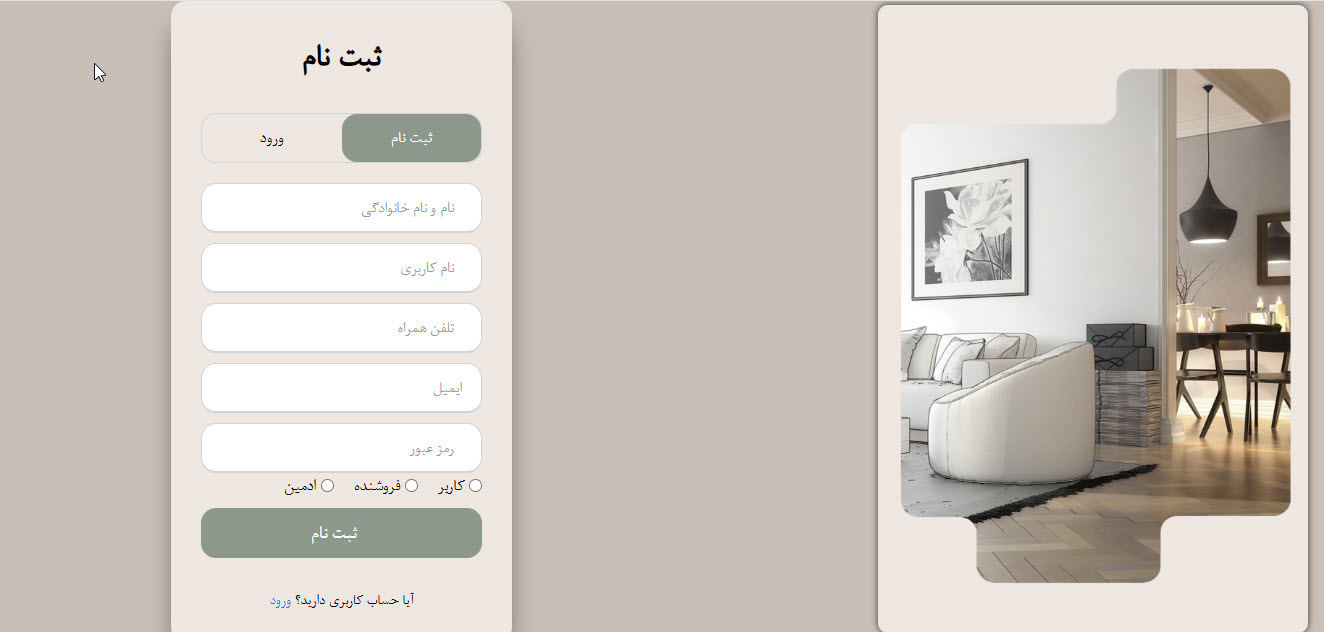 ثبت نام
ثبت نام ورود
نام و نام خانوادگی
نام کاربری
تلفن همراه
ایمیل
رمز عبور
کاربر فروشنده ادمین
ثبت نام
آیا حساب کاربری دارید؟ ورود